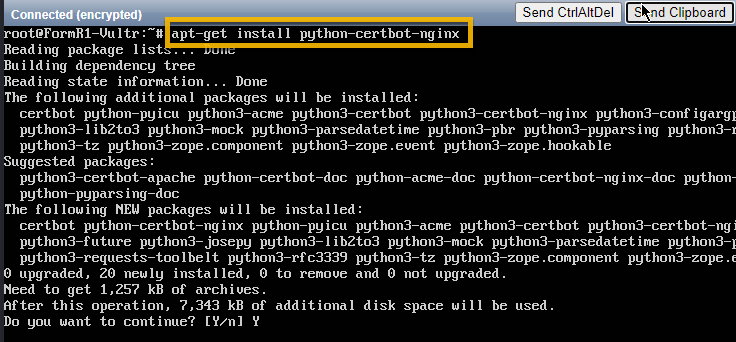 Connected (encrypted)
Send CtrlAltDel
Send Clipboard
root@FormR1-Vultr:~# apt-get install python-certbot-nginx
Reading package lists... Done
Building dependency tree
Reading state information... Done
The following additional packages will be installed:
certbot python-pyicu python3-acme python3-certbot python3-certbot-nginx python3-configargp
python3-lib2to3 python3-mock python3-parsedatetime python3-pbr python3-pyparsing python3-r
python3-tz python3-zope.component python3-zope.event python3-zope.hookable
Suggested packages:
python3-certbot-apache python-certbot-doc python-acme-doc python-certbot-nginx-doc python-
python-pyparsing-doc
The following NEW packages will be installed:
certbot python-certbot-nginx python-pyicu python3-acme python3-certbot python3-certbot-ngi
python3-future python3-josepy python3-lib2to3 python3-mock python3-parsedatetime python3-p
python3-requests-toolbelt python3-rfc3339 python3-tz python3-zope.component python3-zope.e
0 upgraded, 20 newly installed, 0 to remove and 0 not upgraded.
Need to get 1,257 kB of archives.
After this operation, 7,343 kB of additional disk space will be used.
Do you want to continue? [Y/n] Y